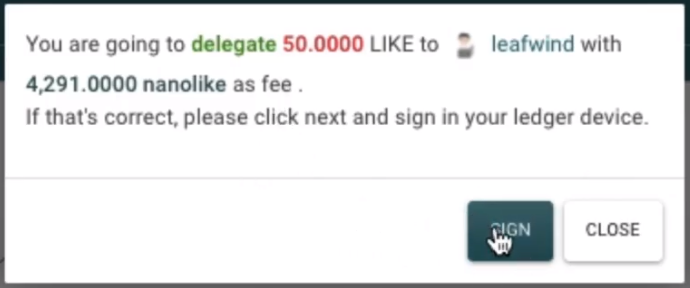 You are going to delegate 50.0000 LIKE to leafwind with
4,291.0000 nanolike as fee .
If that's correct, please click next and sign in your ledger device.
SIGN CLOSE